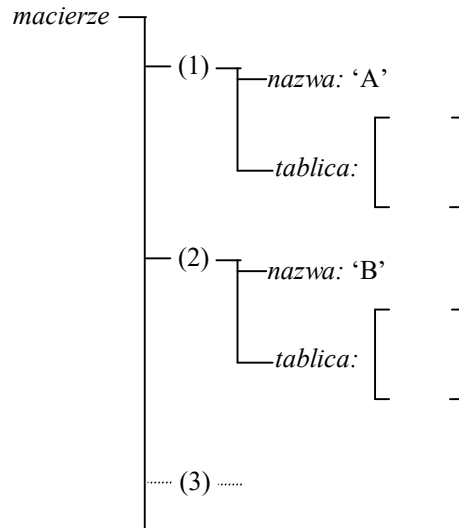 macierze
(1)
nazwa: ‘A’
tablica:
(2)
nazwa: ‘B’
tablica:
(3)